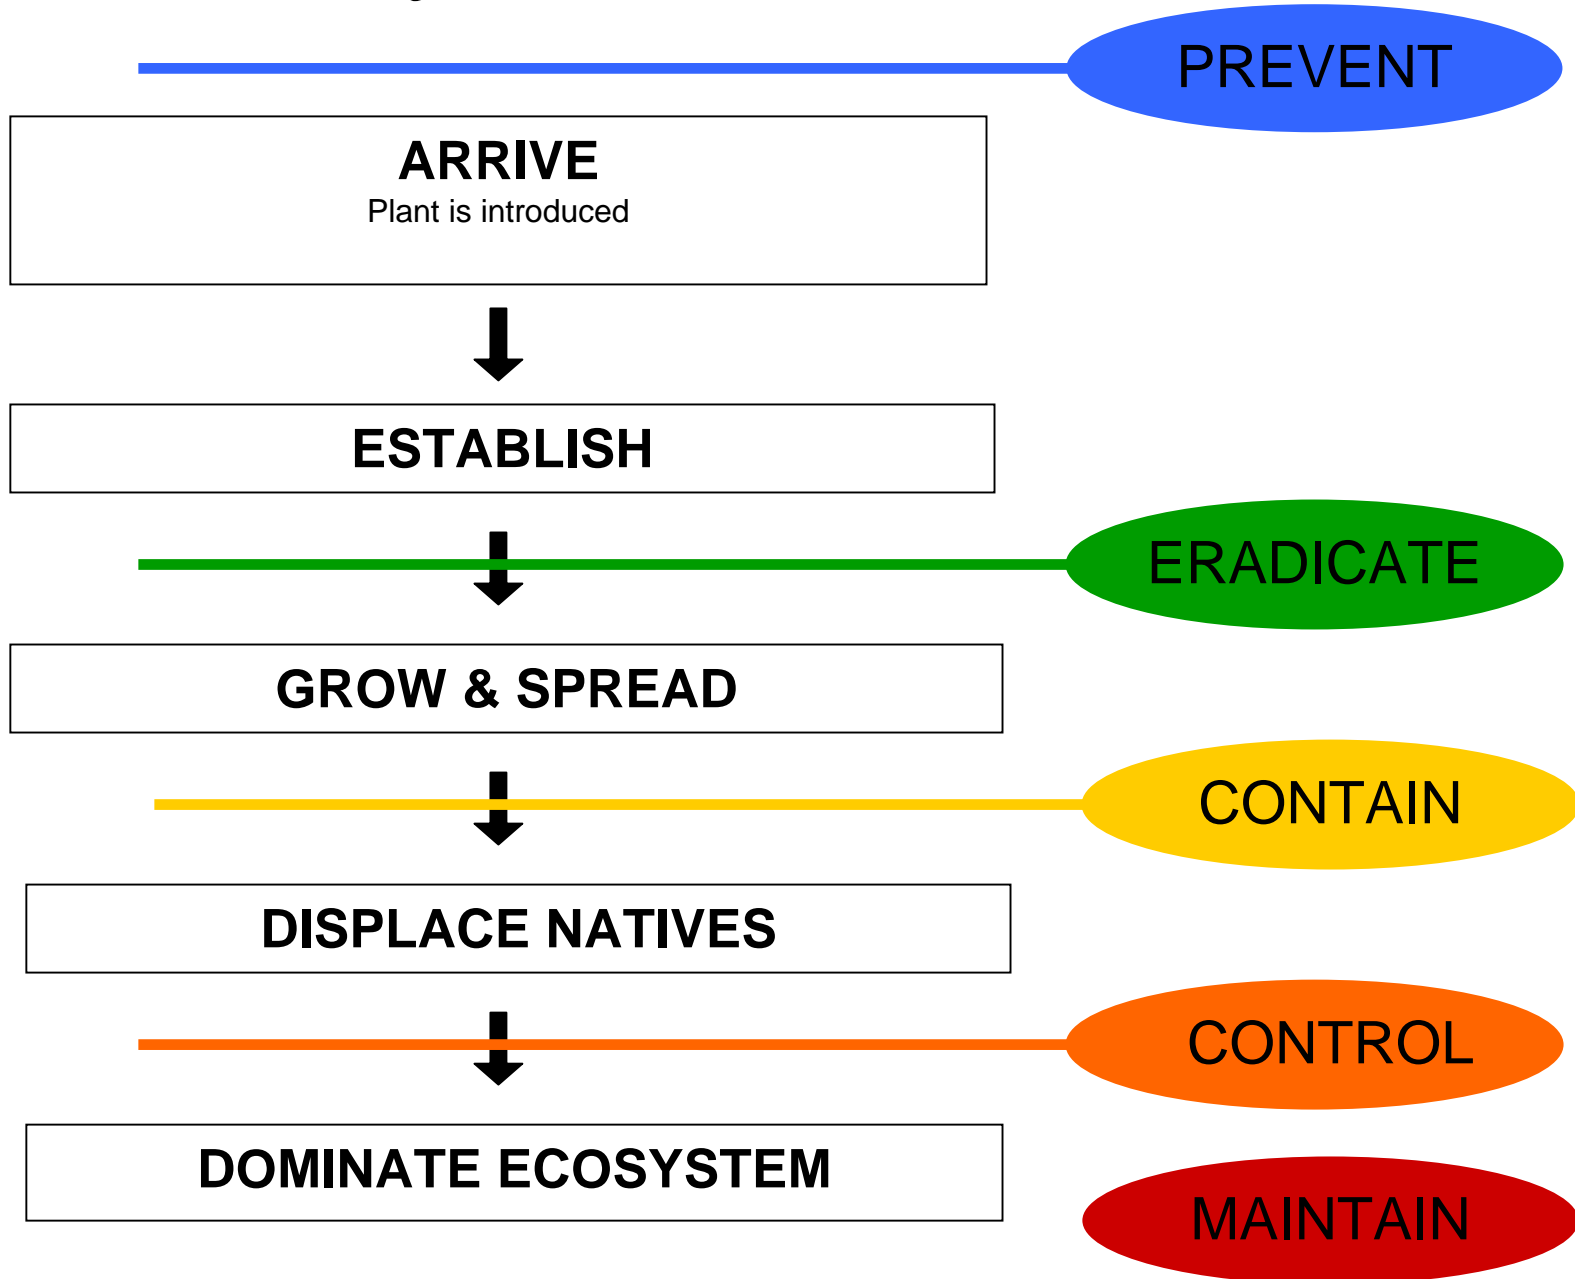 PREVENT
ARRIVE
Plant is introduced
ESTABLISH
ERADICATE
GROW & SPREAD
CONTAIN
DISPLACE NATIVES
CONTROL
DOMINATE ECOSYSTEM
MAINTAIN